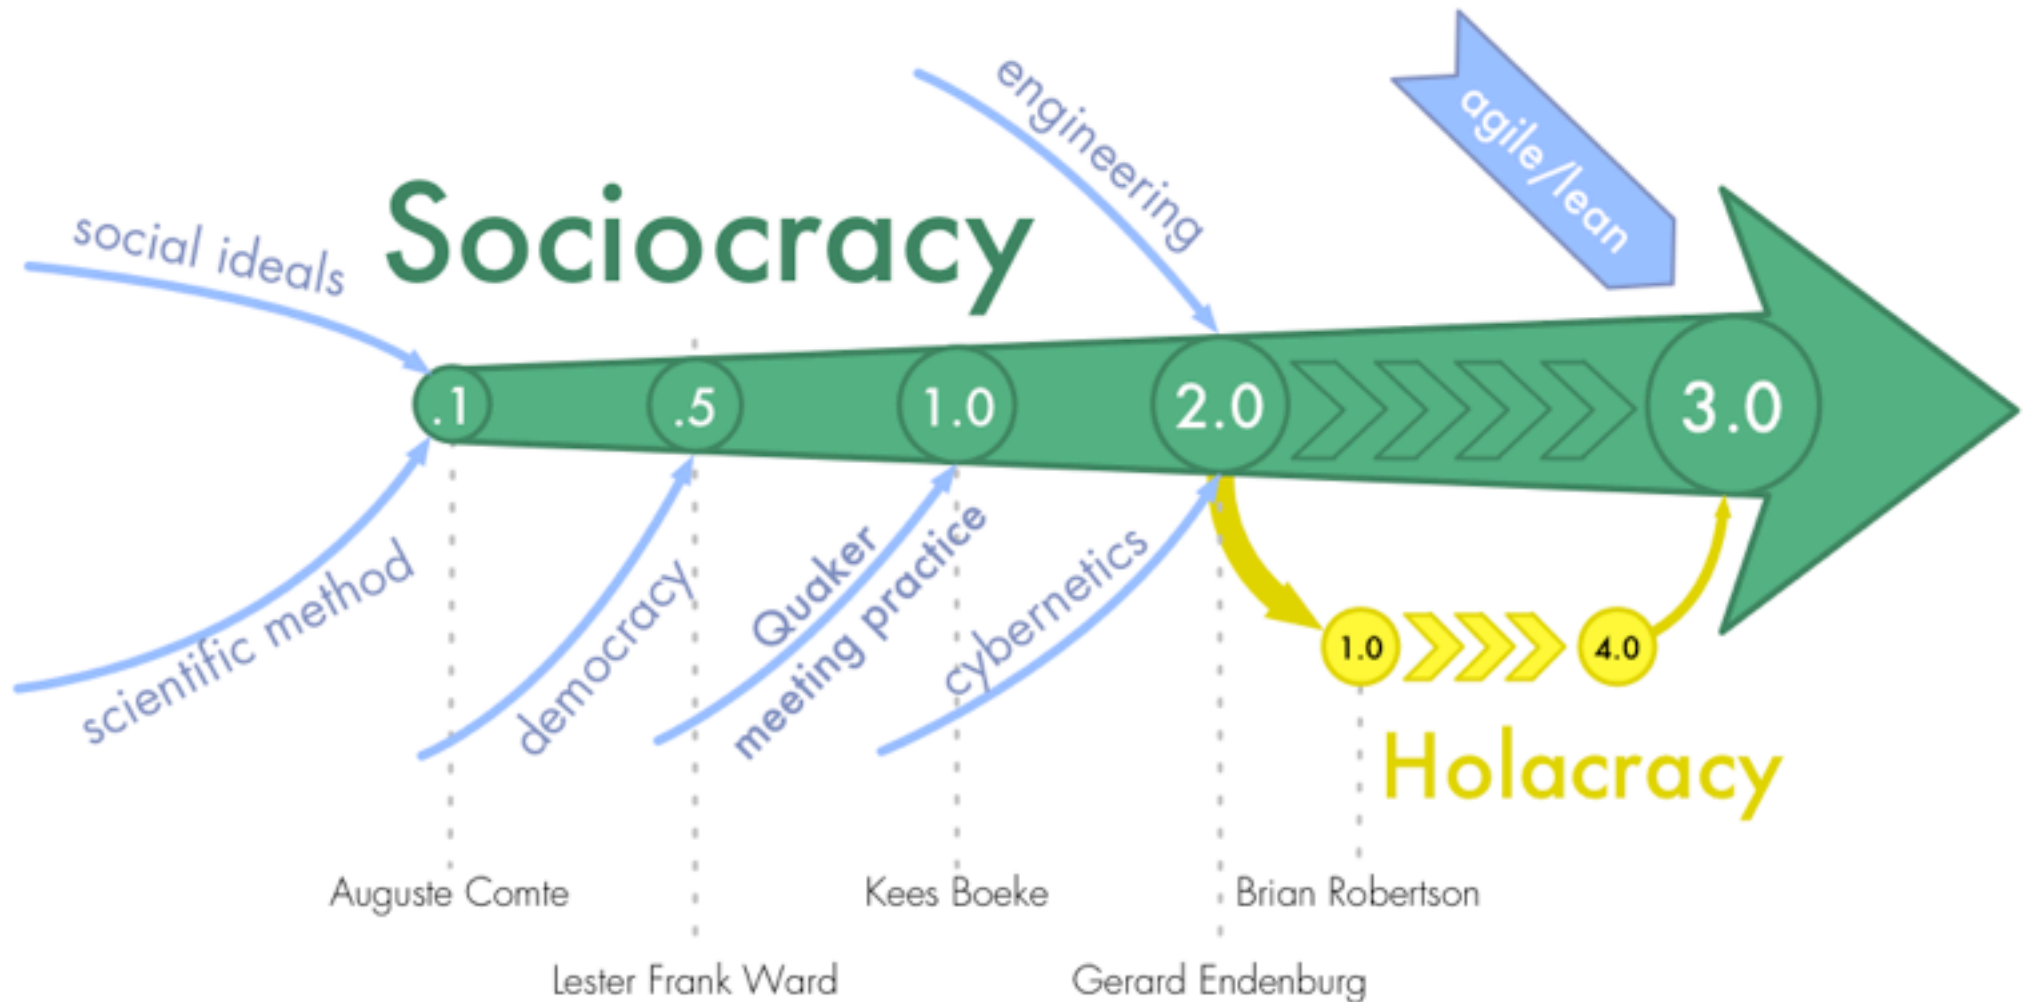 engineering
agile/lean
Sociocracy
social ideals
.1
.5
1.0
2.0
3.0
scientific method
democracy
Quaker
meeting practice
cybernetics
1.0
4.0
Holacracy
Auguste Comte
Kees Boeke
Brian Robertson
Lester Frank Ward
Gerard Endenburg